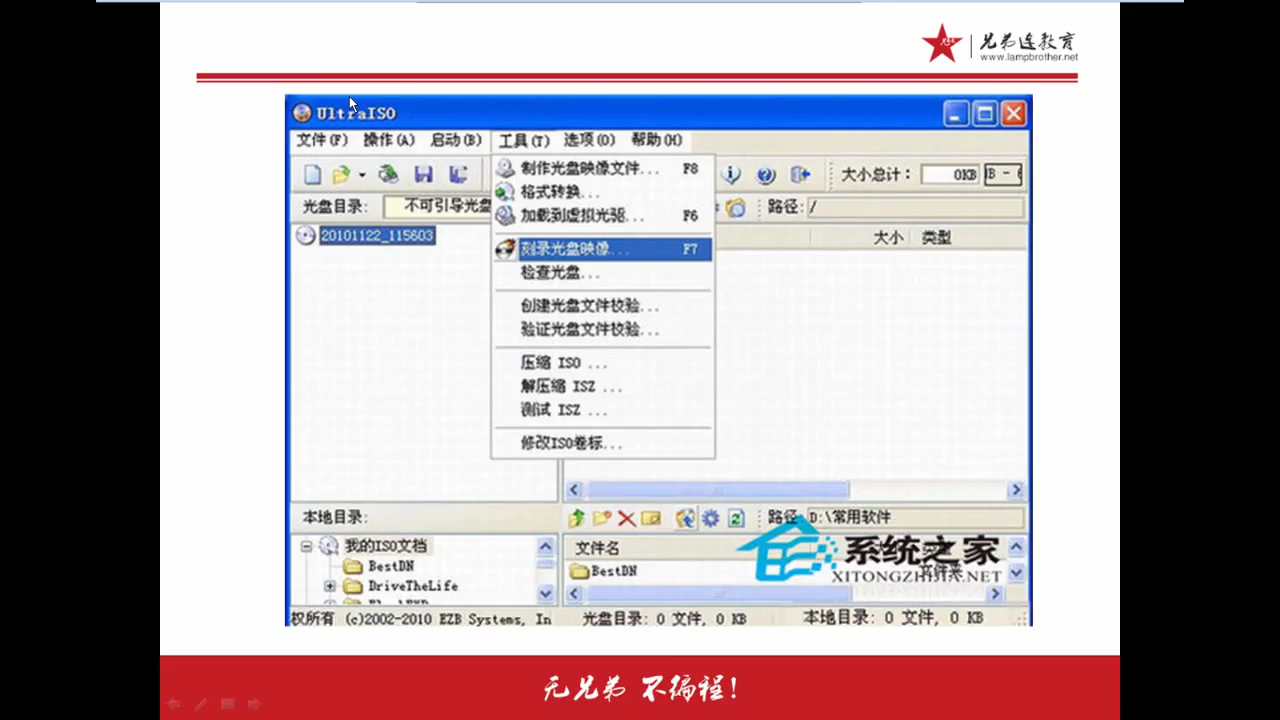 兄弟连教育
www.lampbrother.net
UltraISO
文件(F) 操作(A) 启动(B) 工具(T) 选项(O) 帮助(H)
大小总计: 0KB
光盘目录: 不可引导光盘
路径: /
20101122_115603
大小 类型
制作光盘映像文件... F8
格式转换...
加载到虚拟光驱... F6
刻录光盘映像... F7
检查光盘...
创建光盘文件校验...
验证光盘文件校验...
压缩 ISO ...
解压缩 ISZ ...
测试 ISZ ...
修改ISO卷标...
本地目录:
路径: D:\常用软件
我的ISO文档
BestDN
DriveTheLife
文件名
BestDN
文件夹
系统之家
XITONGZHIJIA.NET
权所有 (c)2002-2010 EZB Systems, In
光盘目录: 0 文件, 0 KB
本地目录: 0 文件, 0 KB
无兄弟 不编程!